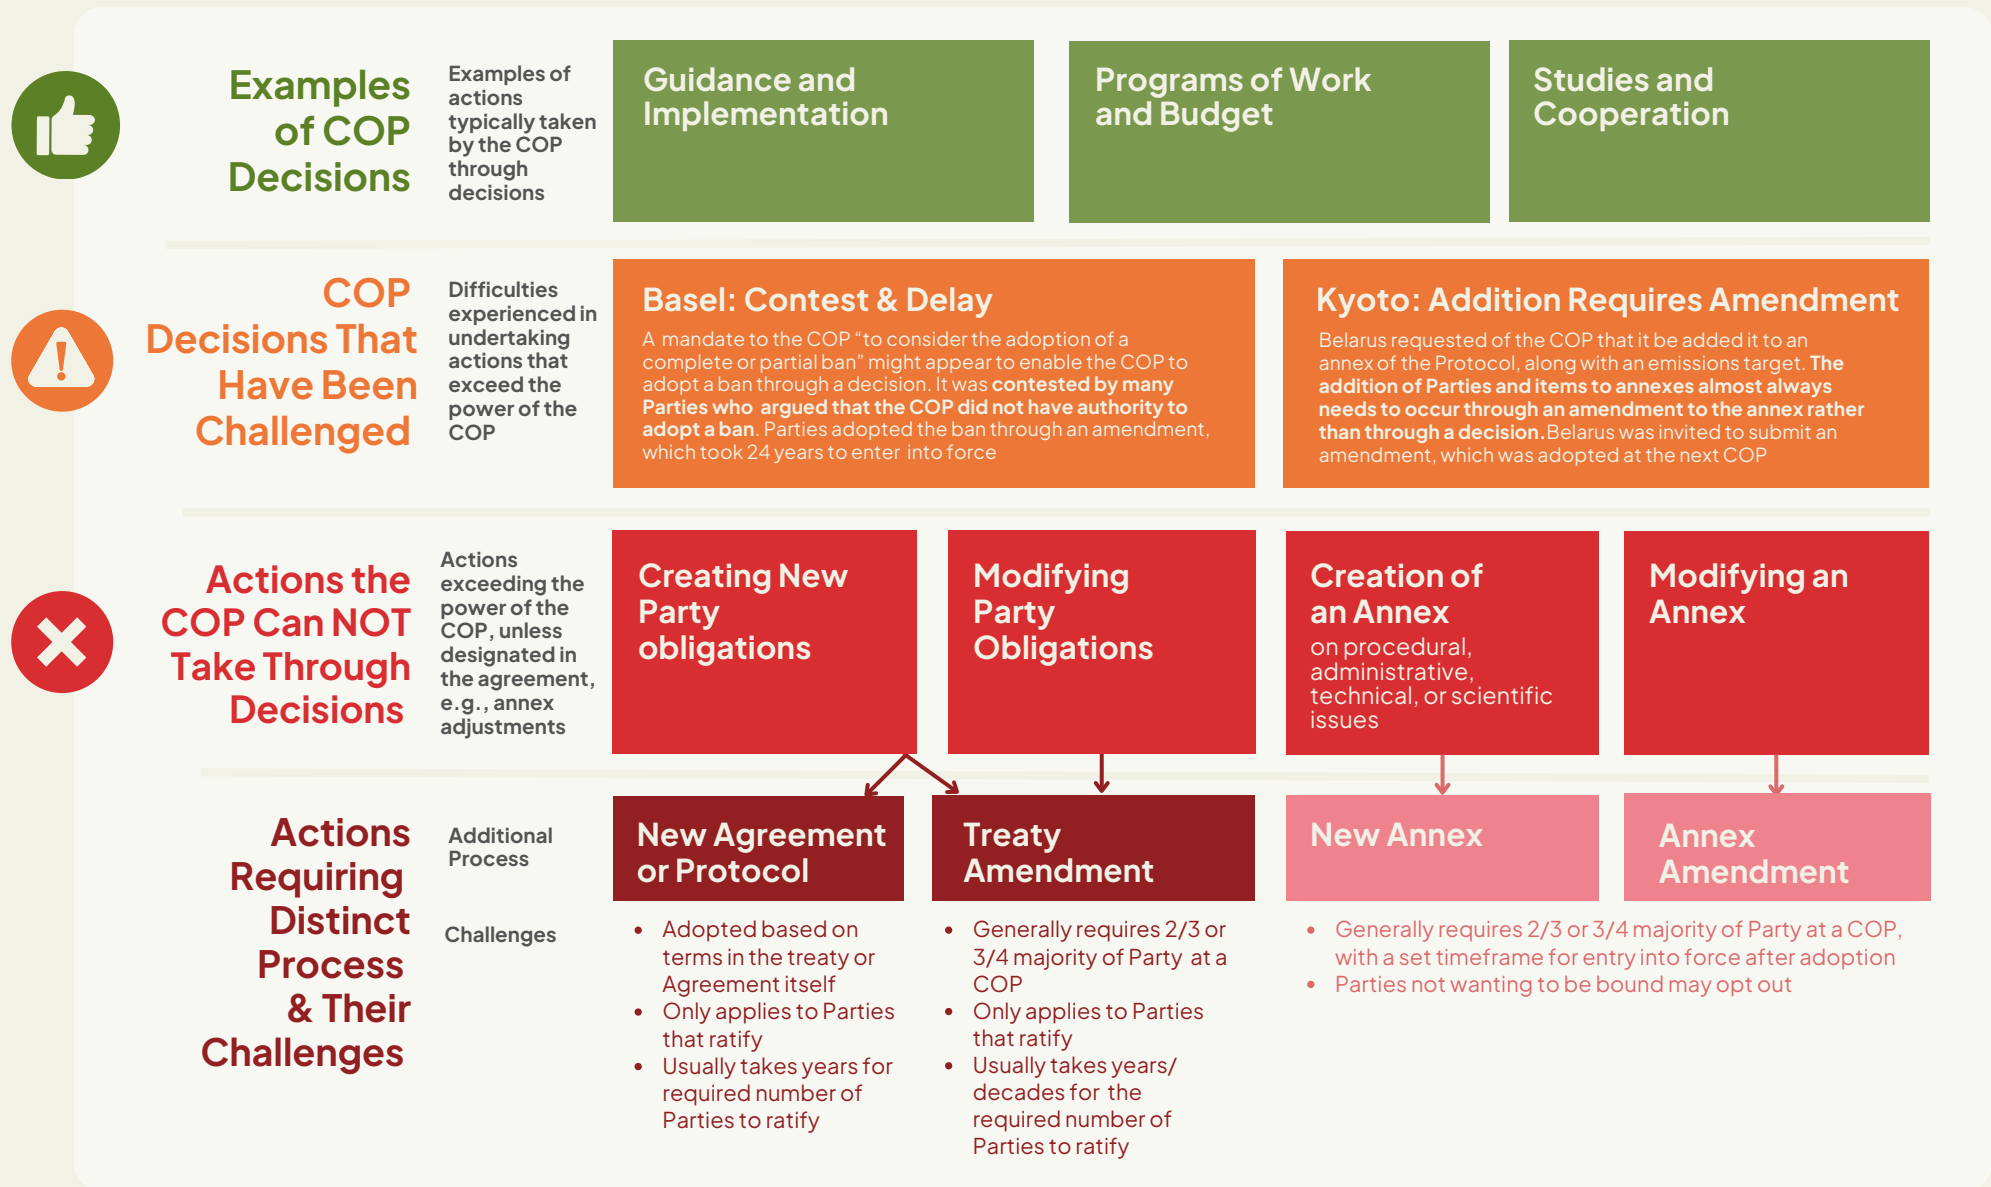 Examples
of COP
Decisions
Examples of
actions
typically taken
by the COP
through
decisions
Guidance and
Implementation
Programs of Work
and Budget
Studies and
Cooperation
COP
Decisions That
Have Been
Challenged
Difficulties
experienced in
undertaking
actions that
exceed the
power of the
COP
Basel: Contest & Delay
A mandate to the COP “to consider the adoption of a
complete or partial ban” might appear to enable the COP to
adopt a ban through a decision. It was contested by many
Parties who argued that the COP did not have authority to
adopt a ban. Parties adopted the ban through an amendment,
which took 24 years to enter into force
Kyoto: Addition Requires Amendment
Belarus requested of the COP that it be added it to an
annex of the Protocol, along with an emissions target. The
addition of Parties and items to annexes almost always
needs to occur through an amendment to the annex rather
than through a decision. Belarus was invited to submit an
amendment, which was adopted at the next COP
Actions the
COP Can NOT
Take Through
Decisions
Actions
exceeding the
power of the
COP, unless
designated in
the agreement,
e.g., annex
adjustments
Creating New
Party
obligations
Modifying
Party
Obligations
Creation of
an Annex
on procedural,
administrative,
technical, or scientific
issues
Modifying an
Annex
Actions
Requiring
Distinct
Process
& Their
Challenges
Additional
Process
Challenges
New Agreement
or Protocol
• Adopted based on
terms in the treaty or
Agreement itself
• Only applies to Parties
that ratify
• Usually takes years for
required number of
Parties to ratify
Treaty
Amendment
• Generally requires 2/3 or
3/4 majority of Party at a
COP
• Only applies to Parties
that ratify
• Usually takes years/
decades for the
required number of
Parties to ratify
New Annex
Annex
Amendment
• Generally requires 2/3 or 3/4 majority of Party at a COP,
with a set timeframe for entry into force after adoption
• Parties not wanting to be bound may opt out